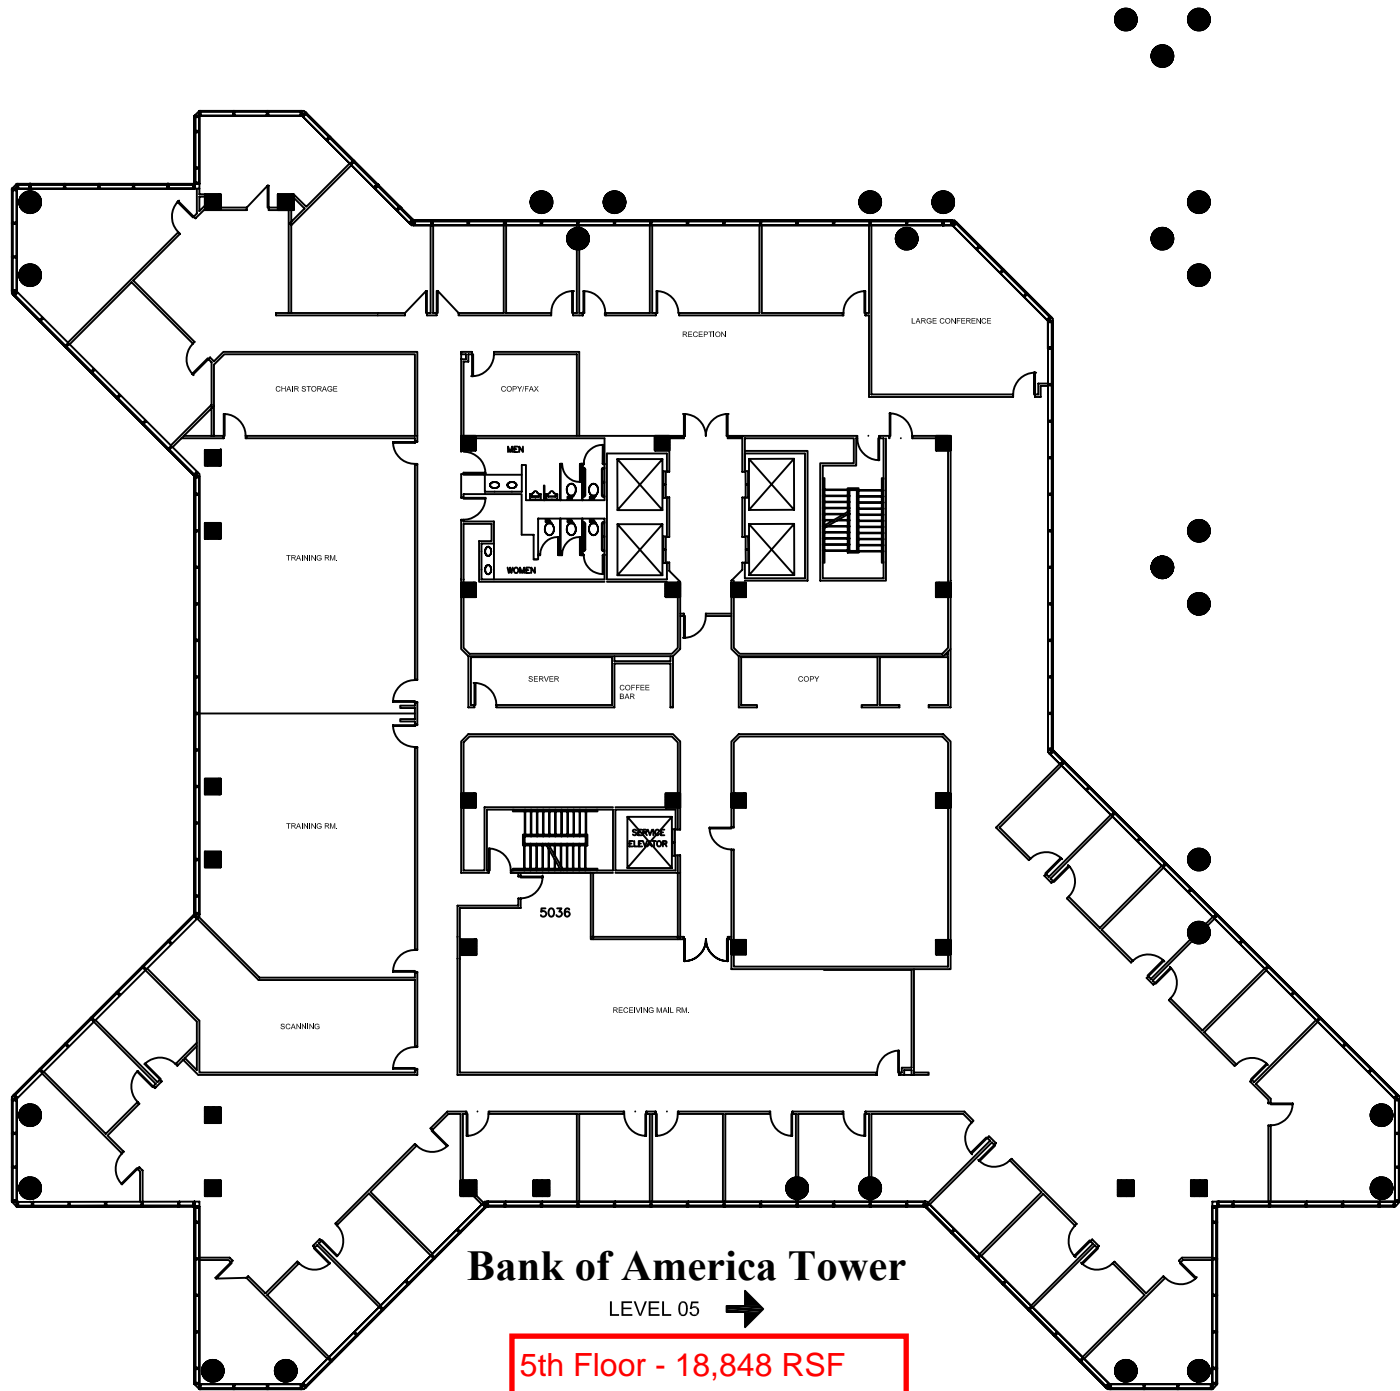 RECEPTION
LARGE CONFERENCE
CHAIR STORAGE
COPY/FAX
MEN
TRAINING RM.
WOMEN
SERVER
COFFEE
BAR
COPY
TRAINING RM.
SERVICE
ELEVATOR
5036
RECEIVING MAIL RM.
SCANNING
Bank of America Tower
LEVEL 05
5th Floor - 18,848 RSF